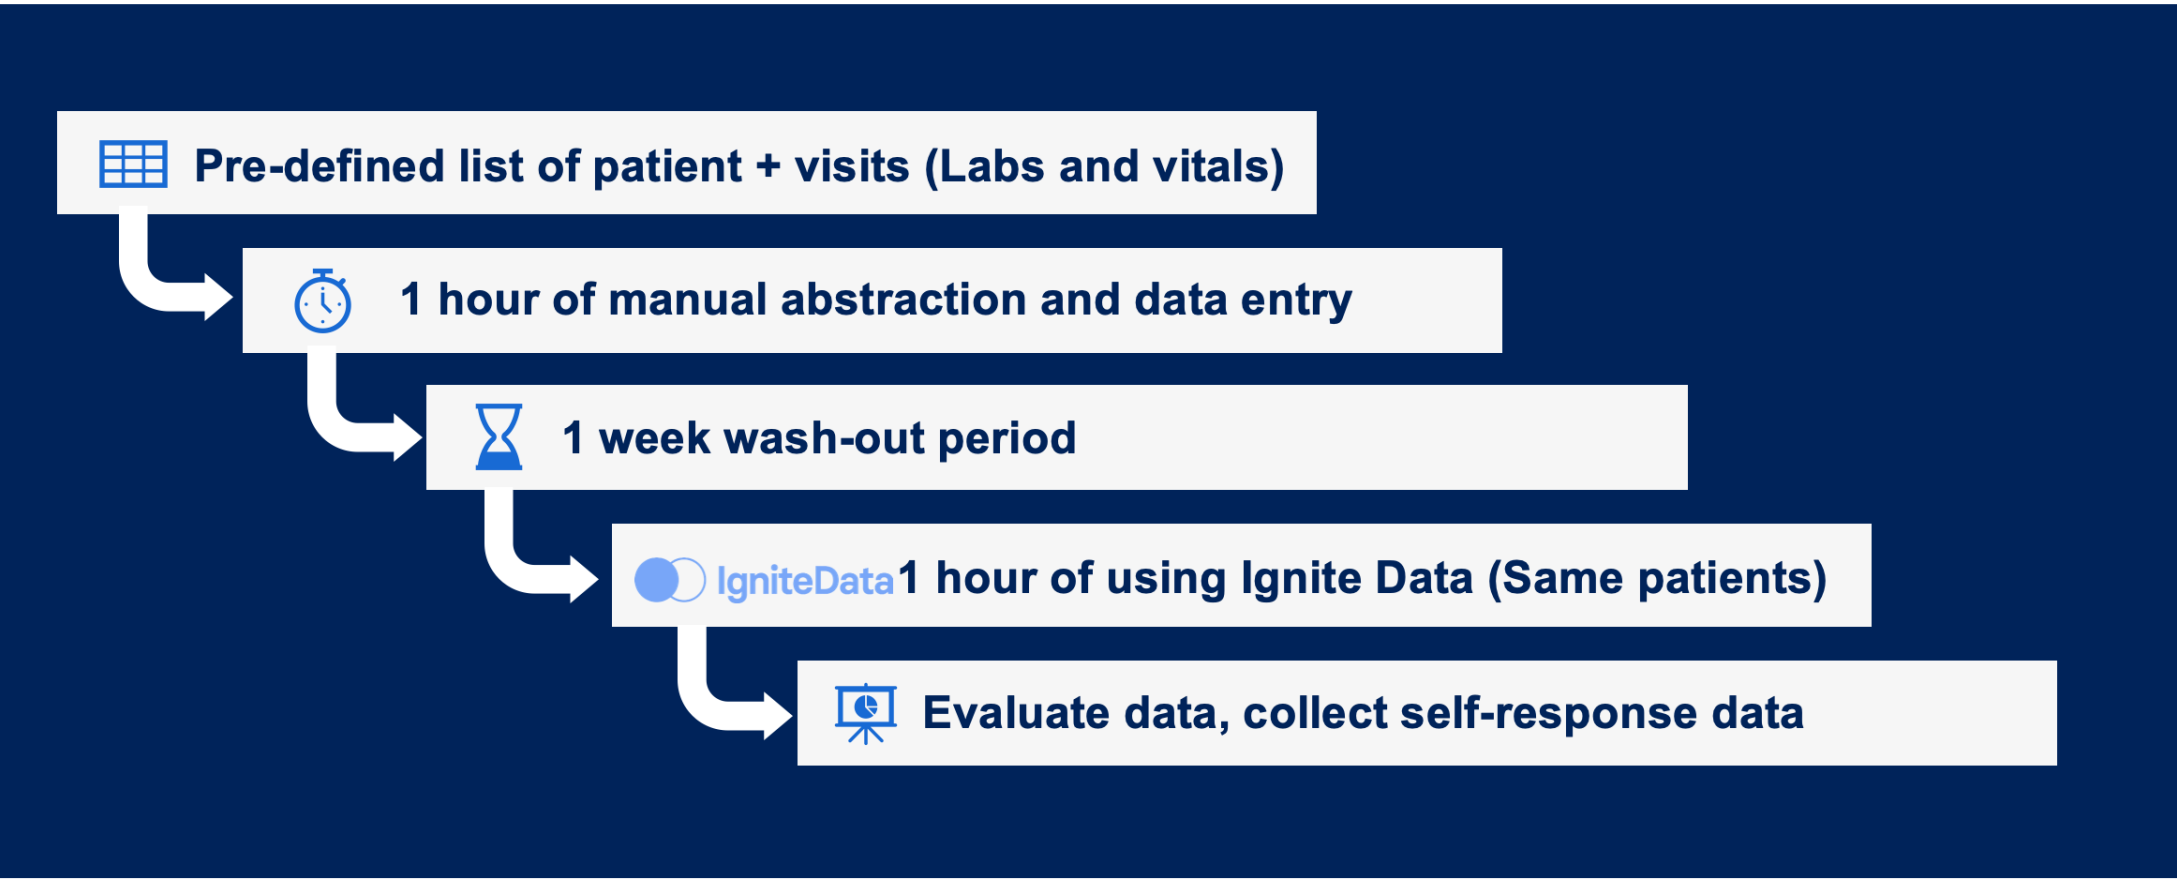 Pre-defined list of patient + visits (Labs and vitals)
1 hour of manual abstraction and data entry
1 week wash-out period
IgniteData 1 hour of using Ignite Data (Same patients)
Evaluate data, collect self-response data